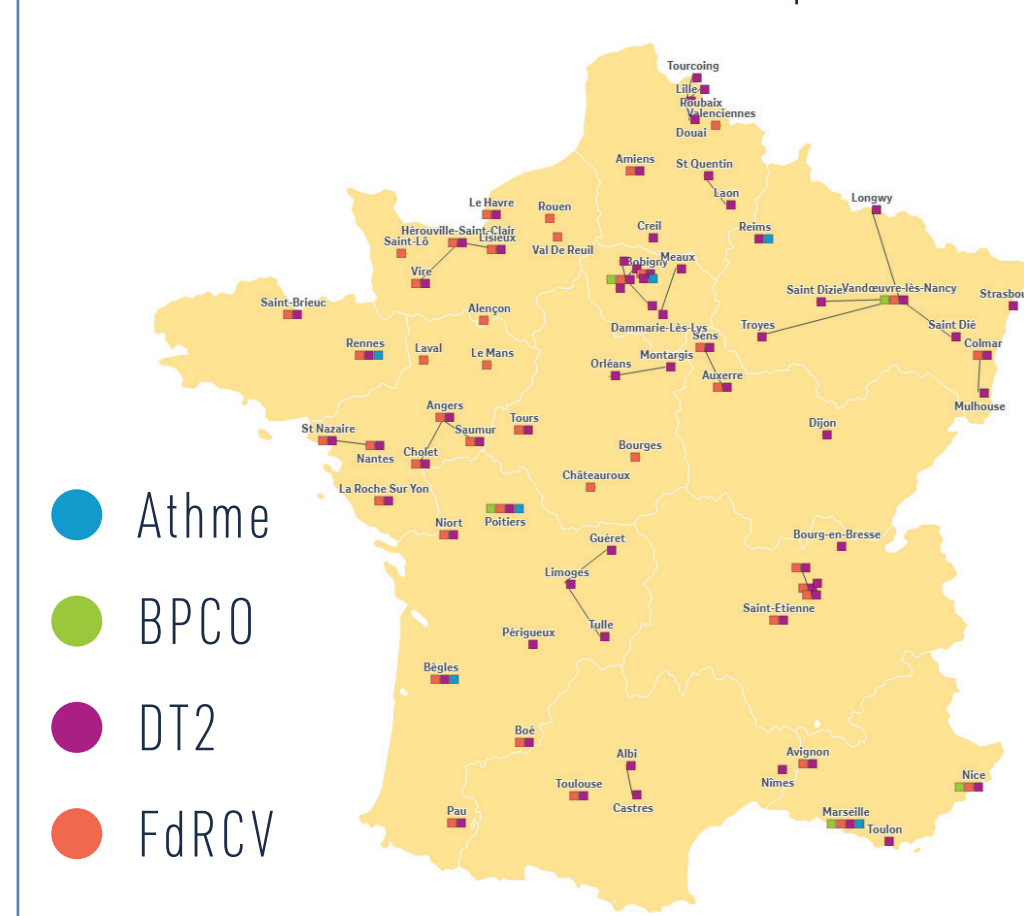 Tourcoing
Lille
Roubaix
Valenciennes
Douai
Amiens
St Quentin
Laon
Longwy
Le Havre
Rouen
Creil
Reims
Hérouville-Saint-Clair
Saint-Lô
Lisieux
Val De Reuil
Bobigny
Meaux
Vire
Saint Dizier
Vandœuvre-lès-Nancy
Strasbou
Saint-Brieuc
Alençon
Dammarie-Lès-Lys
Troyes
Saint Dié
Sens
Rennes
Laval
Le Mans
Orléans
Montargis
Colmar
Auxerre
Mulhouse
Angers
Tours
Dijon
St Nazaire
Saumur
Nantes
Cholet
Bourges
Châteauroux
La Roche Sur Yon
Athme
Niort
Poitiers
Guéret
Bourg-en-Bresse
Limoges
BPCO
Saint-Etienne
Périgueux
Tulle
Bègles
DT2
Boé
Albi
Avignon
Toulouse
Nîmes
Nice
Castres
Pau
Marseille
Toulon
FdRCV